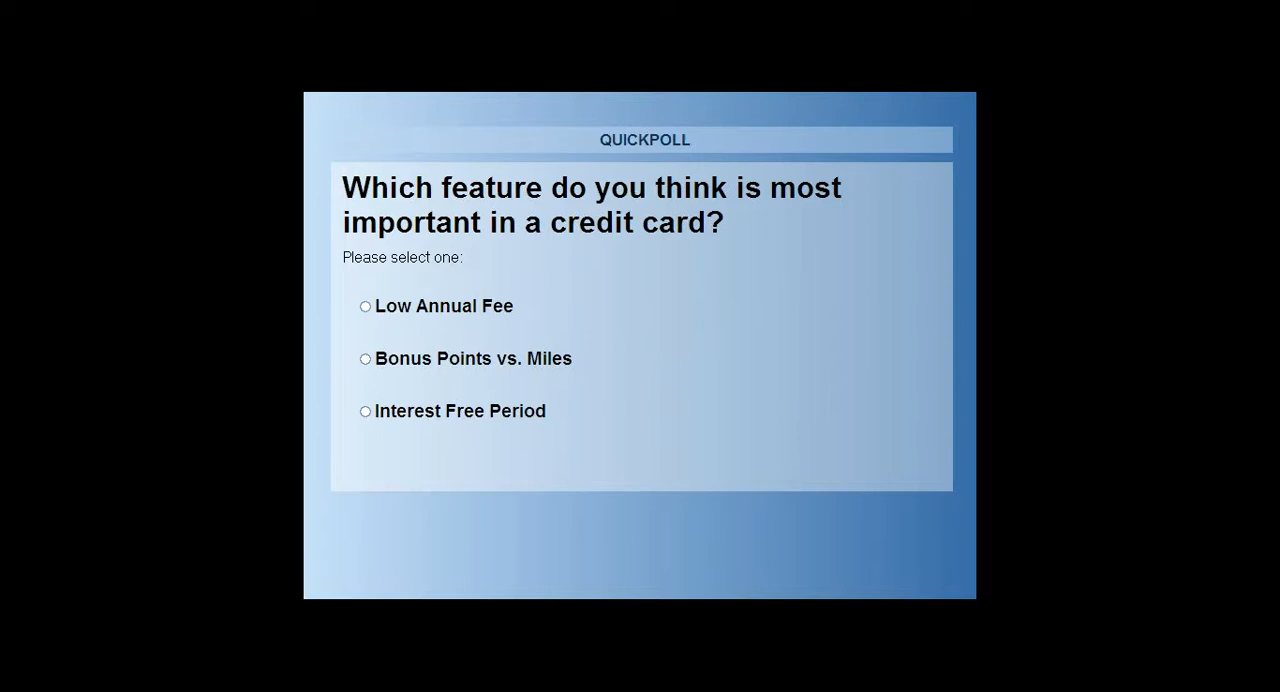 QUICKPOLL
Which feature do you think is most
important in a credit card?
Please select one:
Low Annual Fee
Bonus Points vs. Miles
Interest Free Period